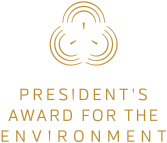 PRESIDENT'S
AWARD FOR THE
ENVIRONMENT